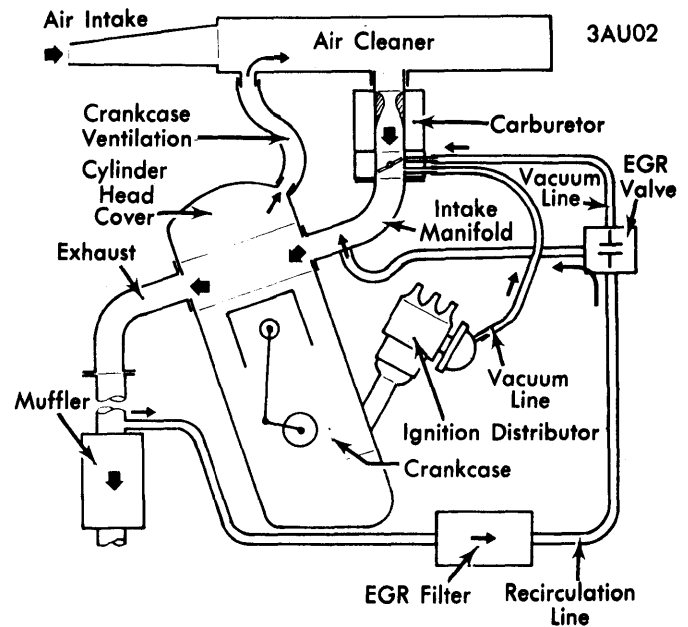 Air Intake
Air Cleaner
3AU02
Crankcase
Ventilation
Carburetor
Cylinder
Head
Cover
EGR
Valve
Vacuum
Line
Intake
Manifold
Exhaust
Vacuum
Line
Muffler
Ignition Distributor
Crankcase
EGR Filter
Recirculation
Line